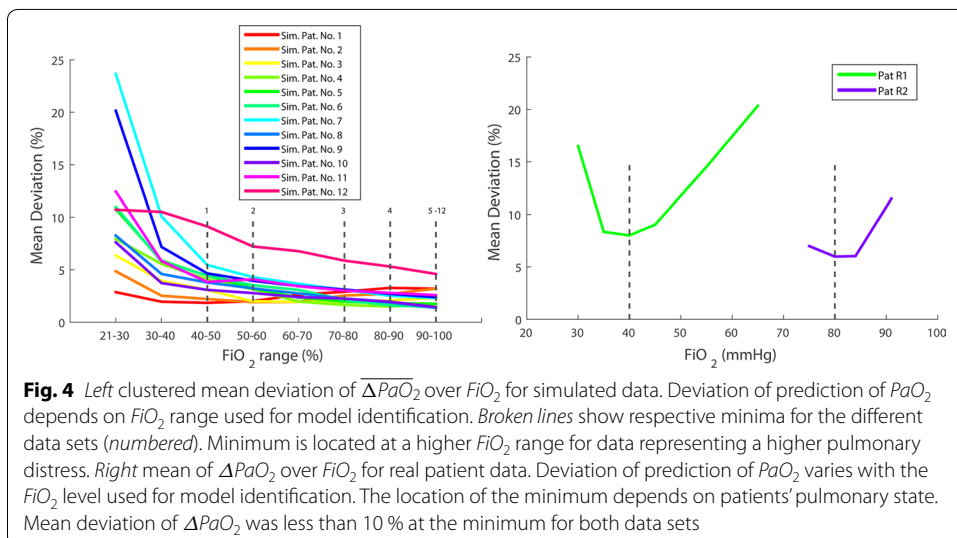 Sim. Pat. No. 1
Sim. Pat. No. 2
Sim. Pat. No. 3
Sim. Pat. No. 4
Sim. Pat. No. 5
Sim. Pat. No. 6
Sim. Pat. No. 7
Sim. Pat. No. 8
Sim. Pat. No. 9
Sim. Pat. No. 10
Sim. Pat. No. 11
Sim. Pat. No. 12
25
20
15
10
5
0
Mean Deviation (%)
1
2
3
4
5 -12
21-30 30-40 40-50 50-60 60-70 70-80 80-90 90-100
FiO2 range (%)
Pat R1
Pat R2
25
20
15
10
5
0
Mean Deviation (%)
20 30 40 50 60 70 80 90 100
FiO2 (mmHg)
Fig. 4 Left clustered mean deviation of ΔPaO2 over FiO2 for simulated data. Deviation of prediction of PaO2
depends on FiO2 range used for model identification. Broken lines show respective minima for the different
data sets (numbered). Minimum is located at a higher FiO2 range for data representing a higher pulmonary
distress. Right mean of ΔPaO2 over FiO2 for real patient data. Deviation of prediction of PaO2 varies with the
FiO2 level used for model identification. The location of the minimum depends on patients' pulmonary state.
Mean deviation of ΔPaO2 was less than 10 % at the minimum for both data sets